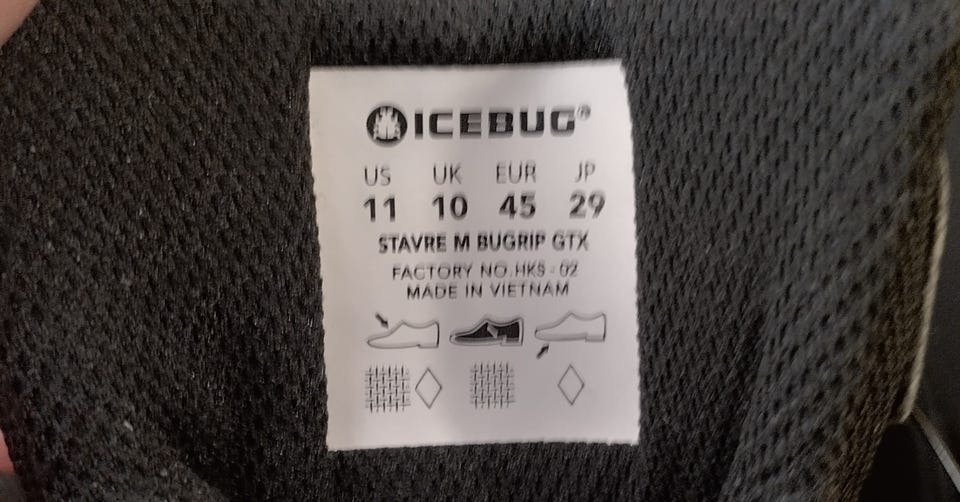 ICEBUG®
US UK EUR JP
11 10 45 29
STAVRE M BUGRIP GTX
FACTORY NO.HKS - 02
MADE IN VIETNAM